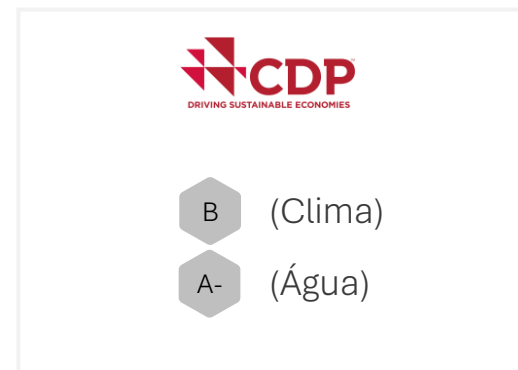 CDP
DRIVING SUSTAINABLE ECONOMIES
B (Clima)
A- (Água)